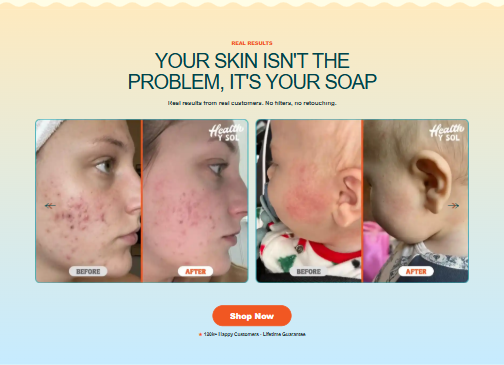 REAL RESULTS
YOUR SKIN ISN'T THE
PROBLEM, IT'S YOUR SOAP
Real results from real customers. No filters, no retouching.
Health
Y SOL
Health
Y SOL
BEFORE
AFTER
BEFORE
AFTER
Shop Now
★ 120k+ Happy Customers - Lifetime Guarantee